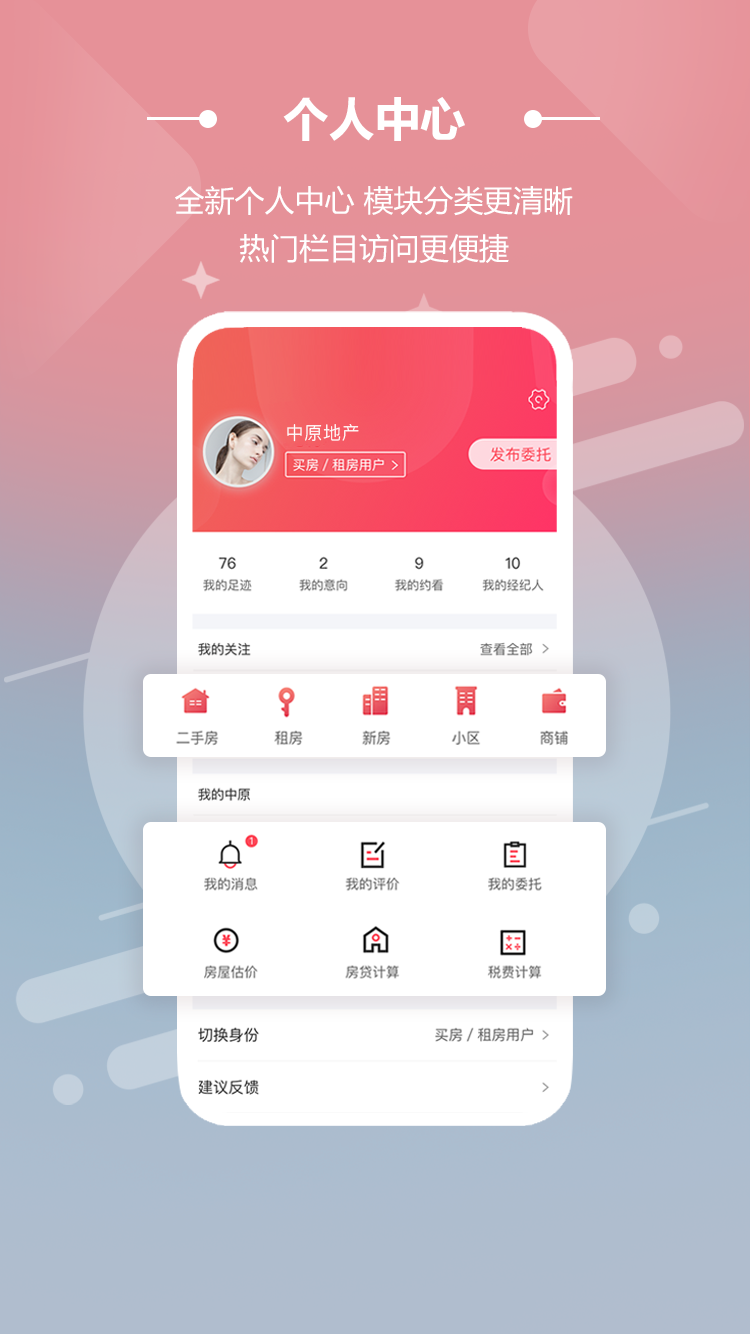 个人中心
全新个人中心 模块分类更清晰
热门栏目访问更便捷
中原地产
买房 / 租房用户 >
发布委托
76 2 9 10
我的足迹 我的意向 我的约看 我的经纪人
我的关注 查看全部 >
二手房 租房 新房 小区 商铺
我的中原
1
我的消息 我的评价 我的委托
¥
房屋估价 房贷计算 税费计算
切换身份 买房 / 租房用户 >
建议反馈 >